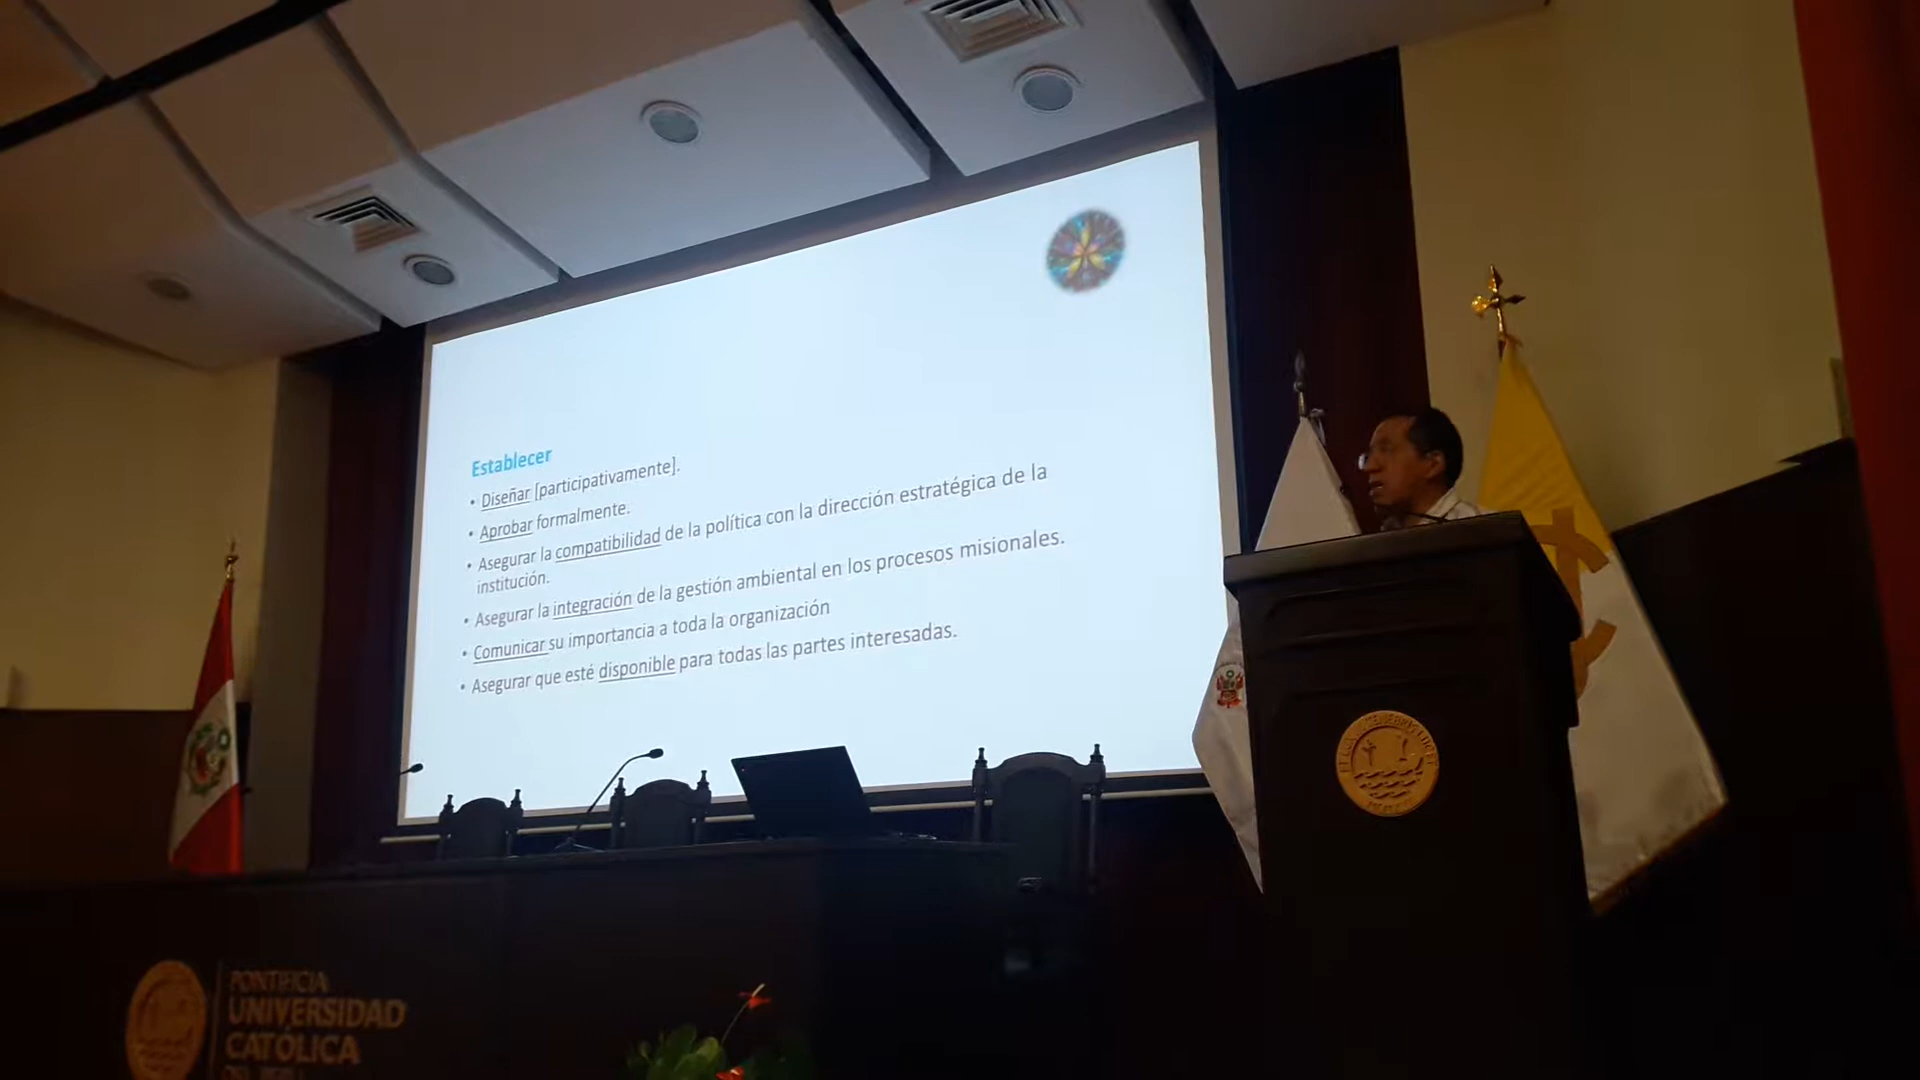 Establecer
• Diseñar [participativamente].
• Aprobar formalmente.
• Asegurar la compatibilidad de la política con la dirección estratégica de la
institución.
• Asegurar la integración de la gestión ambiental en los procesos misionales.
• Comunicar su importancia a toda la organización
• Asegurar que esté disponible para todas las partes interesadas.
PONTIFICIA
UNIVERSIDAD
CATÓLICA